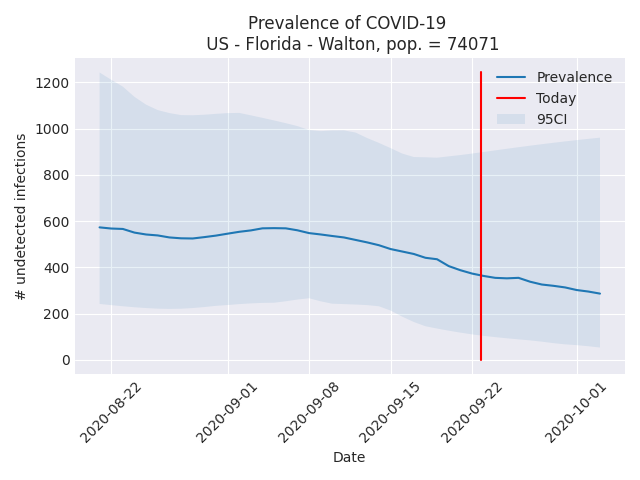 Prevalence of COVID-19
US - Florida - Walton, pop. = 74071
Prevalence
Today
95CI
# undetected infections
1200
1000
800
600
400
200
0
2020-08-22
2020-09-01
2020-09-08
2020-09-15
2020-09-22
2020-10-01
Date